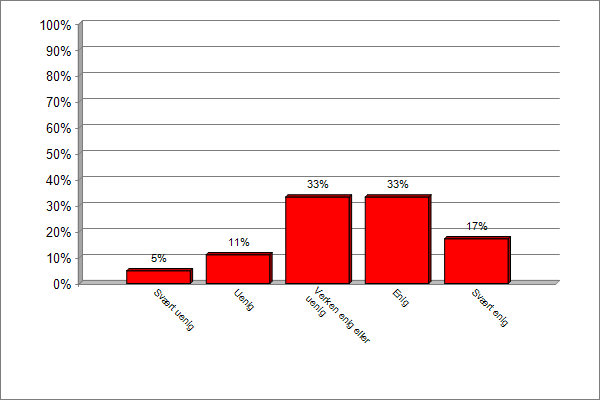 100%
90%
80%
70%
60%
50%
40%
30%
20%
10%
0%
5%
11%
33%
33%
17%
Svært uenig
Uenig
Verken enig eller
uenig
Enig
Svært enig